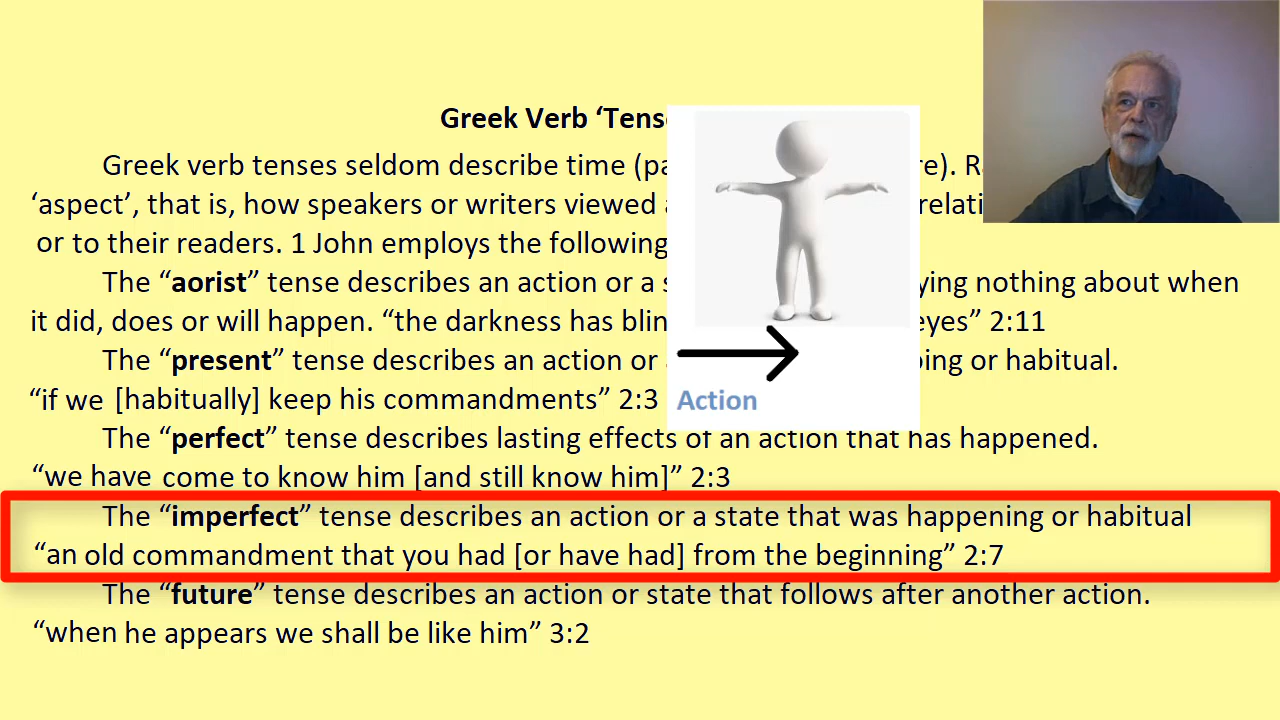 Greek Verb ‘Tens
Greek verb tenses seldom describe time (pa re). R
‘aspect’, that is, how speakers or writers viewed relati
or to their readers. 1 John employs the following
The “aorist” tense describes an action or a s ying nothing about when
it did, does or will happen. “the darkness has blin eyes” 2:11
The “present” tense describes an action or ing or habitual.
“if we [habitually] keep his commandments” 2:3
Action
The “perfect” tense describes lasting effects of an action that has happened.
“we have come to know him [and still know him]” 2:3
The “imperfect” tense describes an action or a state that was happening or habitual
“an old commandment that you had [or have had] from the beginning” 2:7
The “future” tense describes an action or state that follows after another action.
“when he appears we shall be like him” 3:2